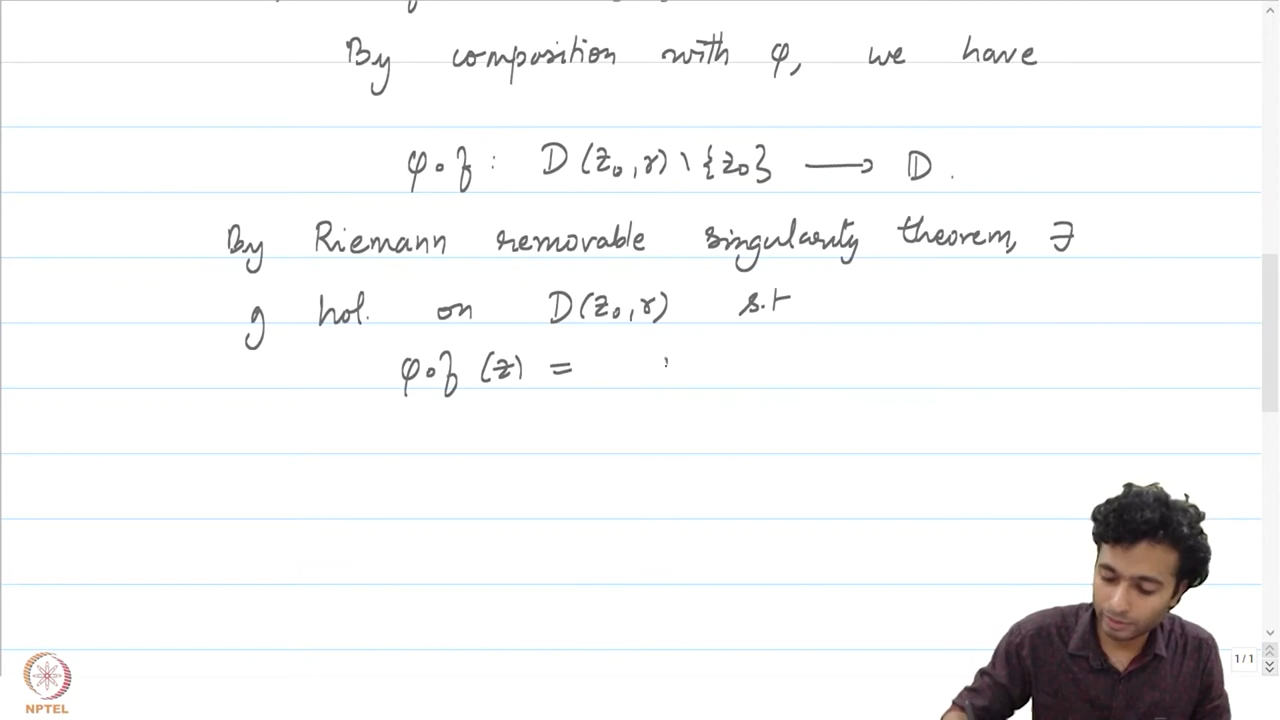 By composition with φ, we have
φ∘f : D(z₀,r) \ {z₀} ⟶ 𝔻.
By Riemann removable singularity theorem, ∃
g hol. on D(z₀,r) s.t
φ∘f (z) =
1/1
NPTEL